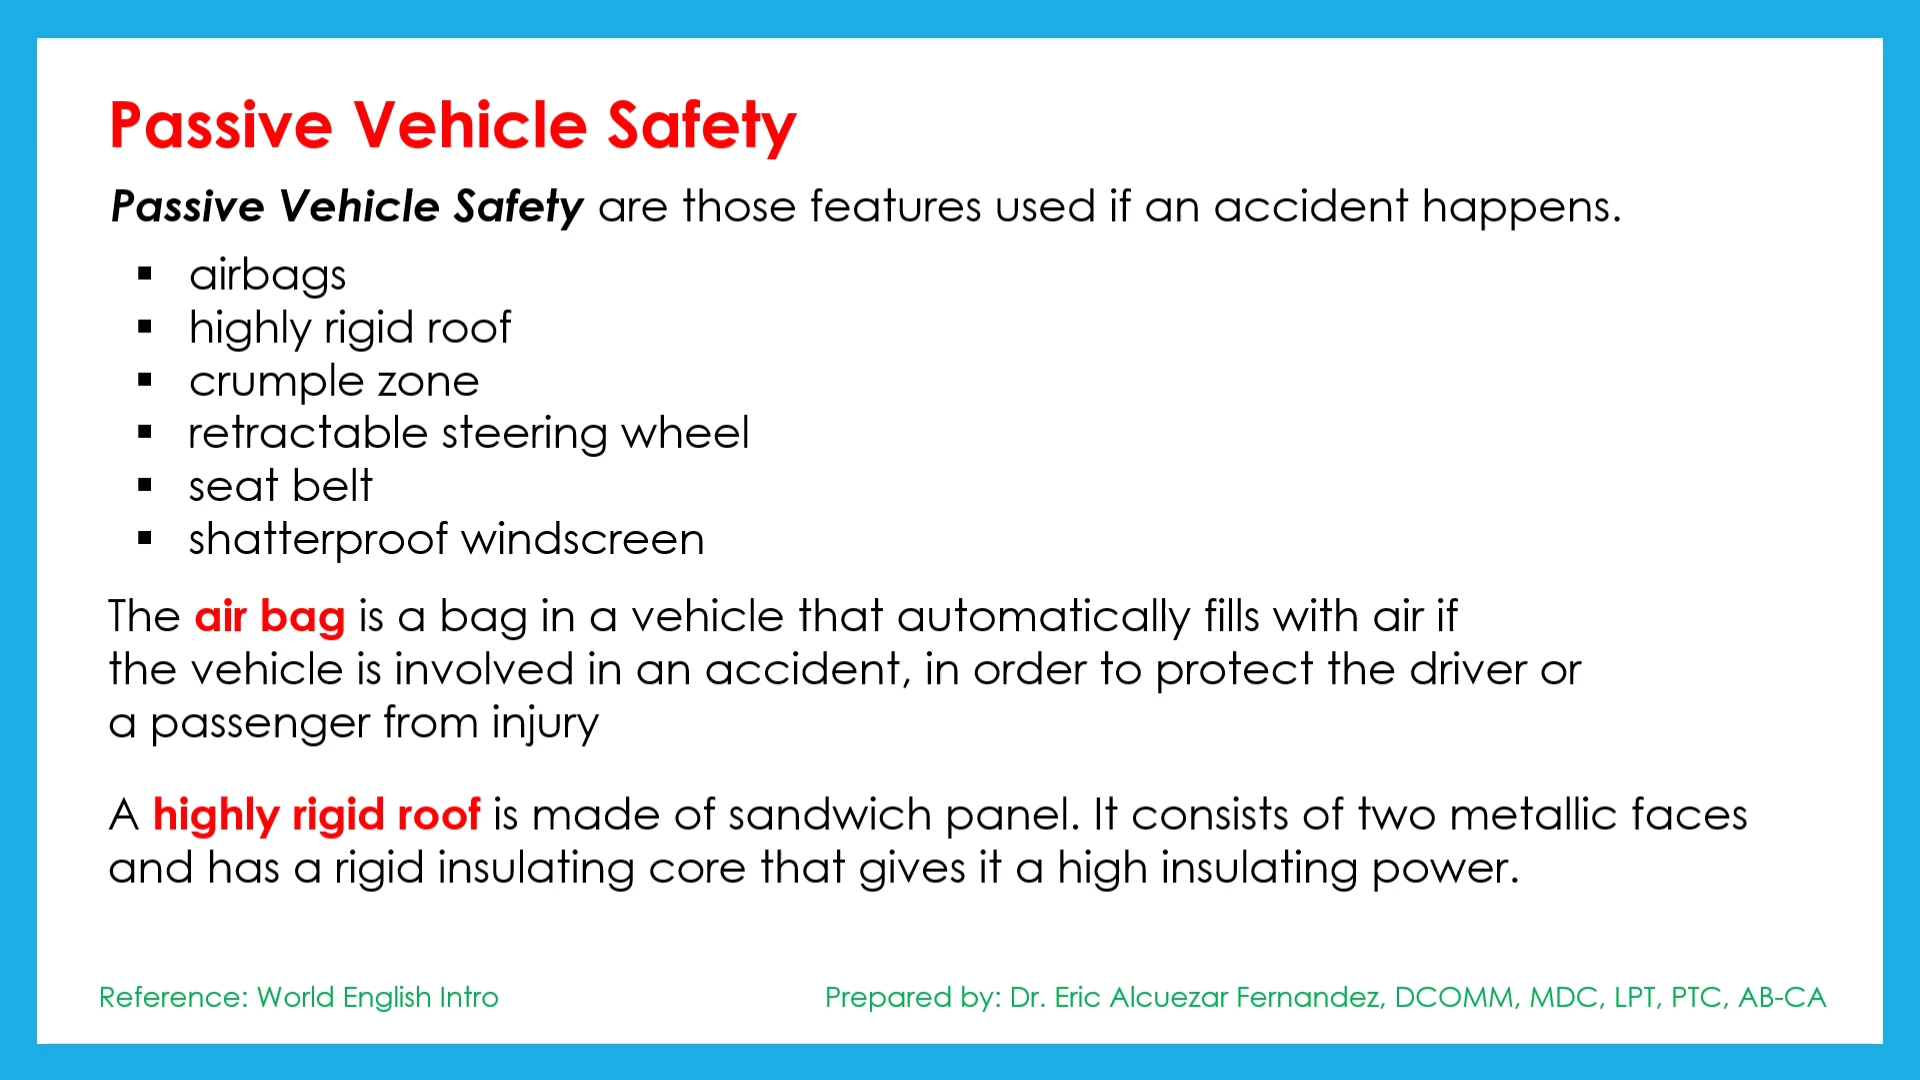 Passive Vehicle Safety
Passive Vehicle Safety are those features used if an accident happens.
▪ airbags
▪ highly rigid roof
▪ crumple zone
▪ retractable steering wheel
▪ seat belt
▪ shatterproof windscreen
The air bag is a bag in a vehicle that automatically fills with air if
the vehicle is involved in an accident, in order to protect the driver or
a passenger from injury
A highly rigid roof is made of sandwich panel. It consists of two metallic faces
and has a rigid insulating core that gives it a high insulating power.
Reference: World English Intro
Prepared by: Dr. Eric Alcuezar Fernandez, DCOMM, MDC, LPT, PTC, AB-CA